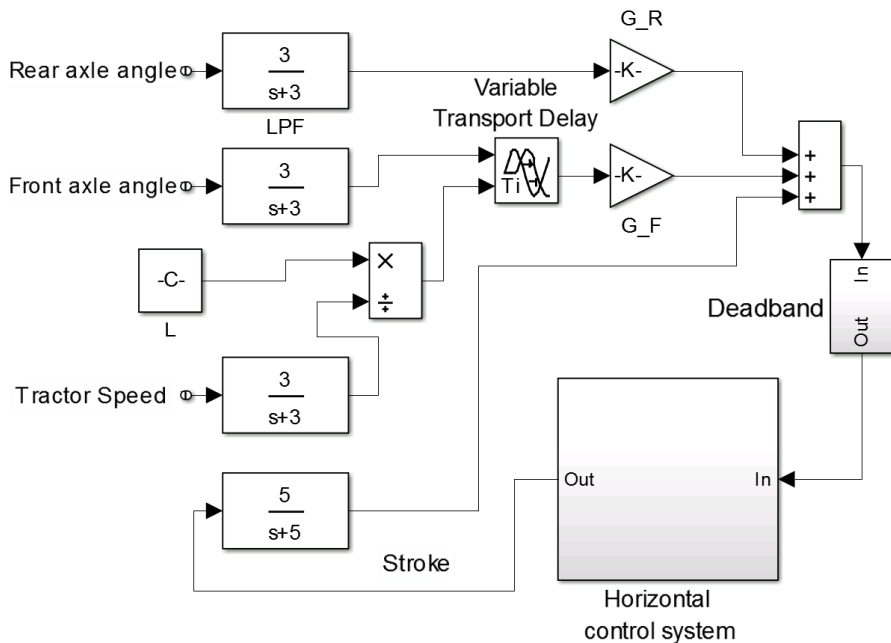 G_R
Rear axle angle
3
s+3
-K-
LPF
Variable
Transport Delay
Front axle angle
3
s+3
Ti
-K-
G_F
+
+
+
-C-
L
×
÷
In
Out
Deadband
Tractor Speed
3
s+3
5
s+5
Out
In
Stroke
Horizontal
control system